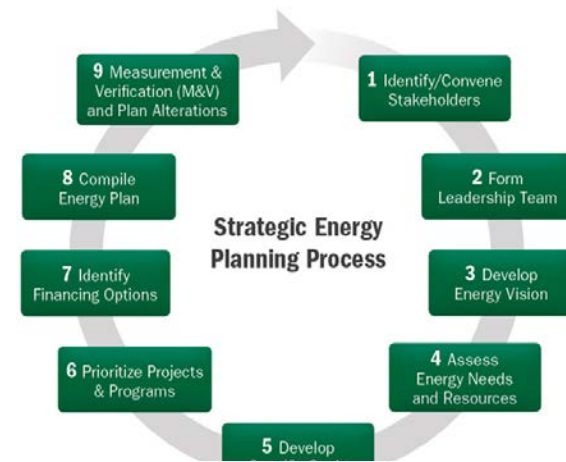 Strategic Energy
Planning Process
1 Identify/Convene
Stakeholders
2 Form
Leadership Team
3 Develop
Energy Vision
4 Assess
Energy Needs
and Resources
5 Develop
6 Prioritize Projects
& Programs
7 Identify
Financing Options
8 Compile
Energy Plan
9 Measurement &
Verification (M&V)
and Plan Alterations